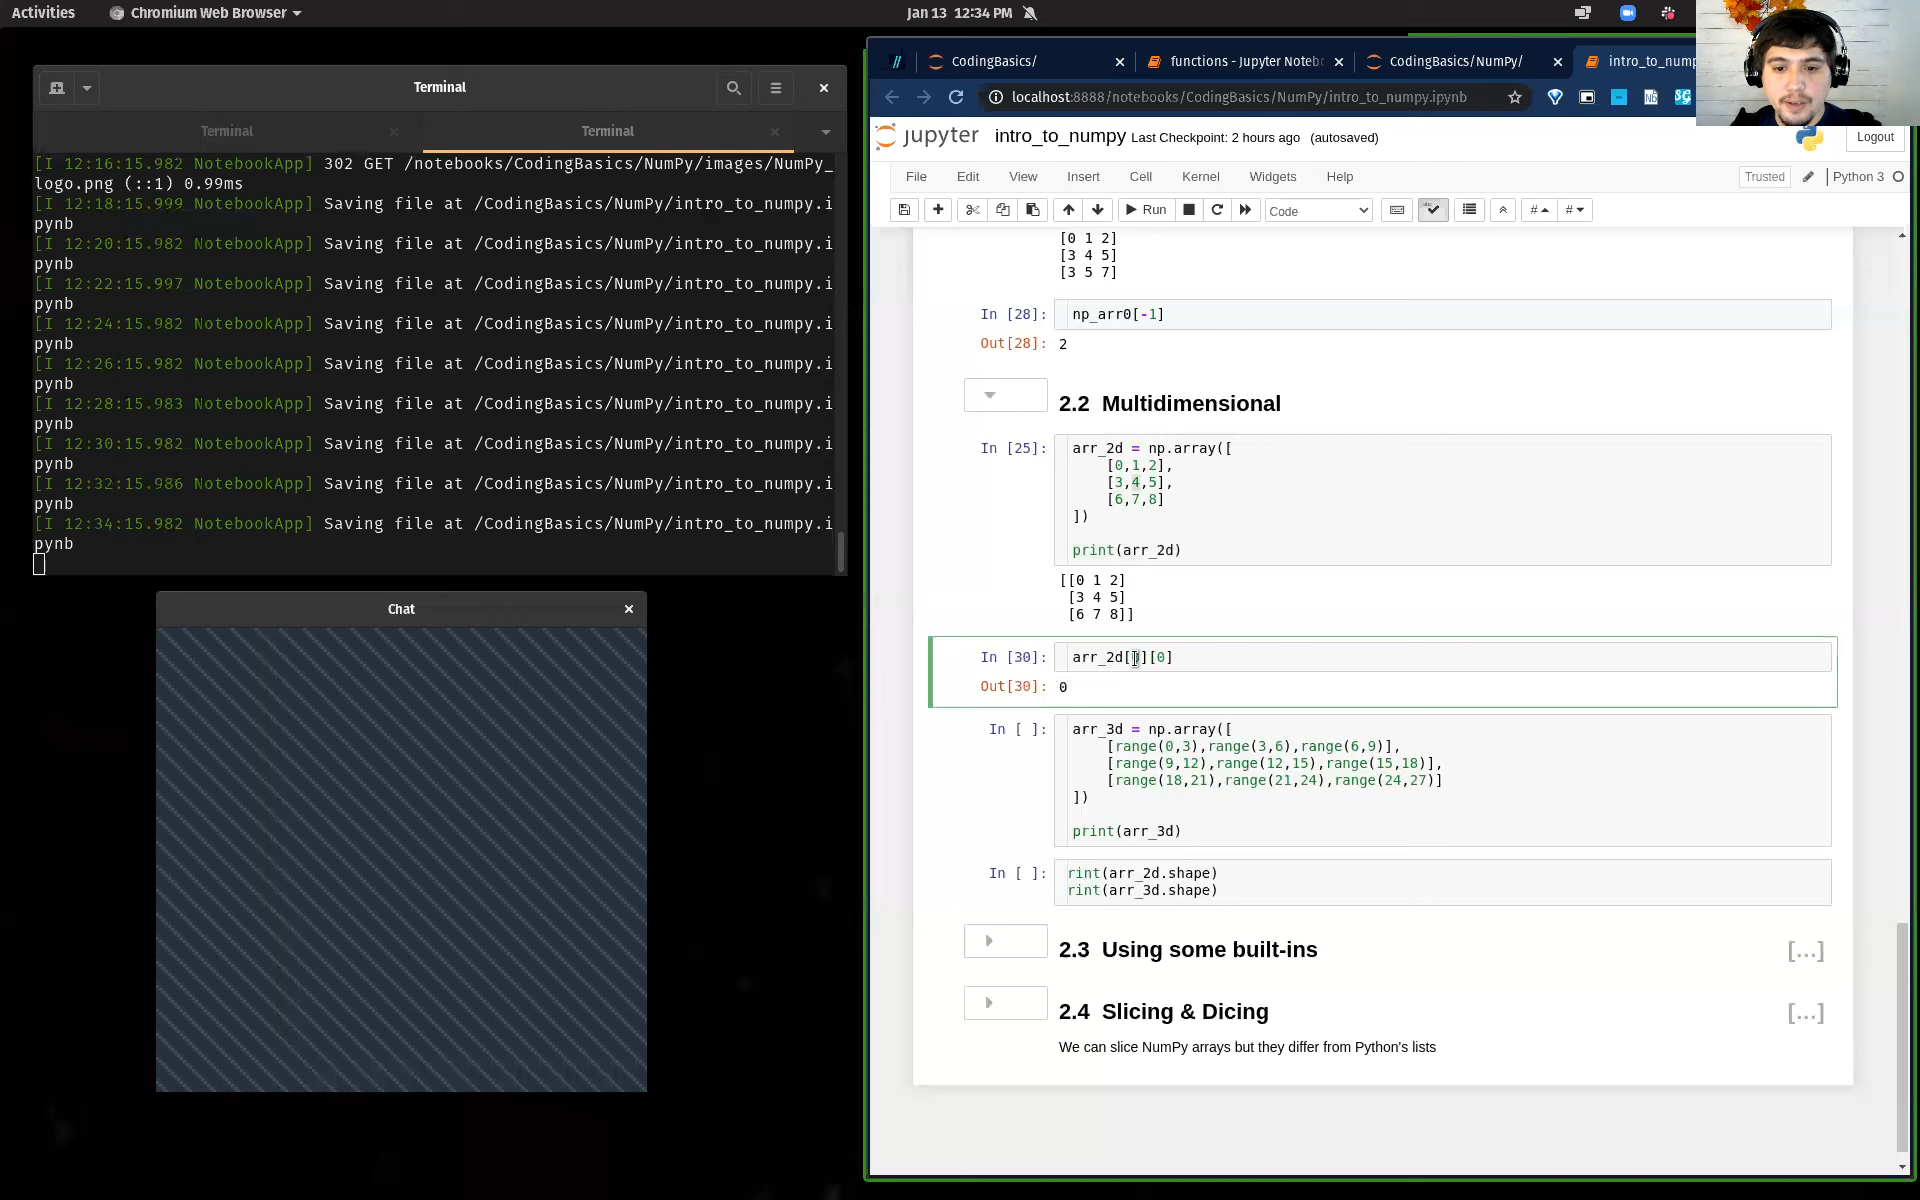 Activities
Chromium Web Browser
Jan 13 12:34 PM
Terminal
Terminal
Terminal
[I 12:16:15.982 NotebookApp] 302 GET /notebooks/CodingBasics/NumPy/images/NumPy_
logo.png (::1) 0.99ms
[I 12:18:15.999 NotebookApp] Saving file at /CodingBasics/NumPy/intro_to_numpy.i
pynb
[I 12:20:15.982 NotebookApp] Saving file at /CodingBasics/NumPy/intro_to_numpy.i
pynb
[I 12:22:15.997 NotebookApp] Saving file at /CodingBasics/NumPy/intro_to_numpy.i
pynb
[I 12:24:15.982 NotebookApp] Saving file at /CodingBasics/NumPy/intro_to_numpy.i
pynb
[I 12:26:15.982 NotebookApp] Saving file at /CodingBasics/NumPy/intro_to_numpy.i
pynb
[I 12:28:15.983 NotebookApp] Saving file at /CodingBasics/NumPy/intro_to_numpy.i
pynb
[I 12:30:15.982 NotebookApp] Saving file at /CodingBasics/NumPy/intro_to_numpy.i
pynb
[I 12:32:15.986 NotebookApp] Saving file at /CodingBasics/NumPy/intro_to_numpy.i
pynb
[I 12:34:15.982 NotebookApp] Saving file at /CodingBasics/NumPy/intro_to_numpy.i
pynb
Chat
CodingBasics/
functions - Jupyter Noteb
CodingBasics/NumPy/
intro_to_nump
localhost:8888/notebooks/CodingBasics/NumPy/intro_to_numpy.ipynb
jupyter intro_to_numpy Last Checkpoint: 2 hours ago (autosaved)
Logout
File Edit View Insert Cell Kernel Widgets Help
Trusted
Python 3
Run
Code
[0 1 2]
[3 4 5]
[3 5 7]
In [28]: np_arr0[-1]
Out[28]: 2
2.2 Multidimensional
In [25]: arr_2d = np.array([
[0,1,2],
[3,4,5],
[6,7,8]
])
print(arr_2d)
[[0 1 2]
[3 4 5]
[6 7 8]]
In [30]: arr_2d[][0]
Out[30]: 0
In [ ]: arr_3d = np.array([
[range(0,3),range(3,6),range(6,9)],
[range(9,12),range(12,15),range(15,18)],
[range(18,21),range(21,24),range(24,27)]
])
print(arr_3d)
In [ ]: rint(arr_2d.shape)
rint(arr_3d.shape)
2.3 Using some built-ins
[...]
2.4 Slicing & Dicing
[...]
We can slice NumPy arrays but they differ from Python's lists